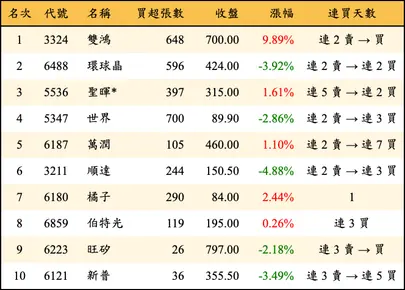 名次 代號 名稱 買超張數 收盤 漲幅 連買天數
1 3324 雙鴻 648 700.00 9.89% 連 2 賣 → 買
2 6488 環球晶 596 424.00 -3.92% 連 2 賣 → 連 2 買
3 5536 聖暉* 397 315.00 1.61% 連 5 賣 → 連 2 買
4 5347 世界 700 89.90 -2.86% 連 2 賣 → 連 3 買
5 6187 萬潤 105 460.00 1.10% 連 2 賣 → 連 7 買
6 3211 順達 244 150.50 -4.88% 連 2 賣 → 連 3 買
7 6180 橘子 290 84.00 2.44% 1
8 6859 伯特光 119 195.00 0.26% 連 3 買
9 6223 旺矽 26 797.00 -2.18% 連 3 賣 → 買
10 6121 新普 36 355.50 -3.49% 連 3 賣 → 連 5 買